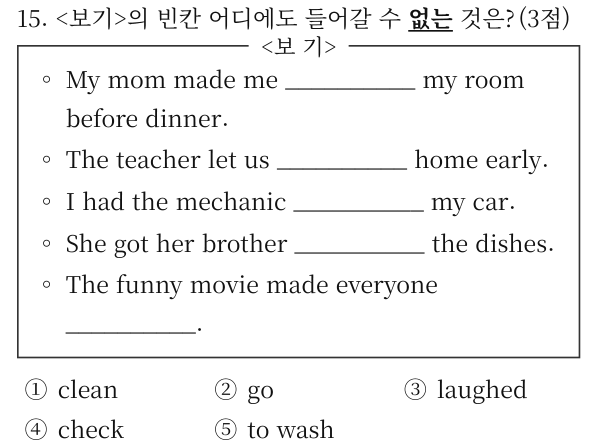 15. <보기>의 빈칸 어디에도 들어갈 수 없는 것은?(3점)
<보 기>
◦ My mom made me __________ my room
before dinner.
◦ The teacher let us __________ home early.
◦ I had the mechanic __________ my car.
◦ She got her brother __________ the dishes.
◦ The funny movie made everyone
__________.
① clean ② go ③ laughed
④ check ⑤ to wash